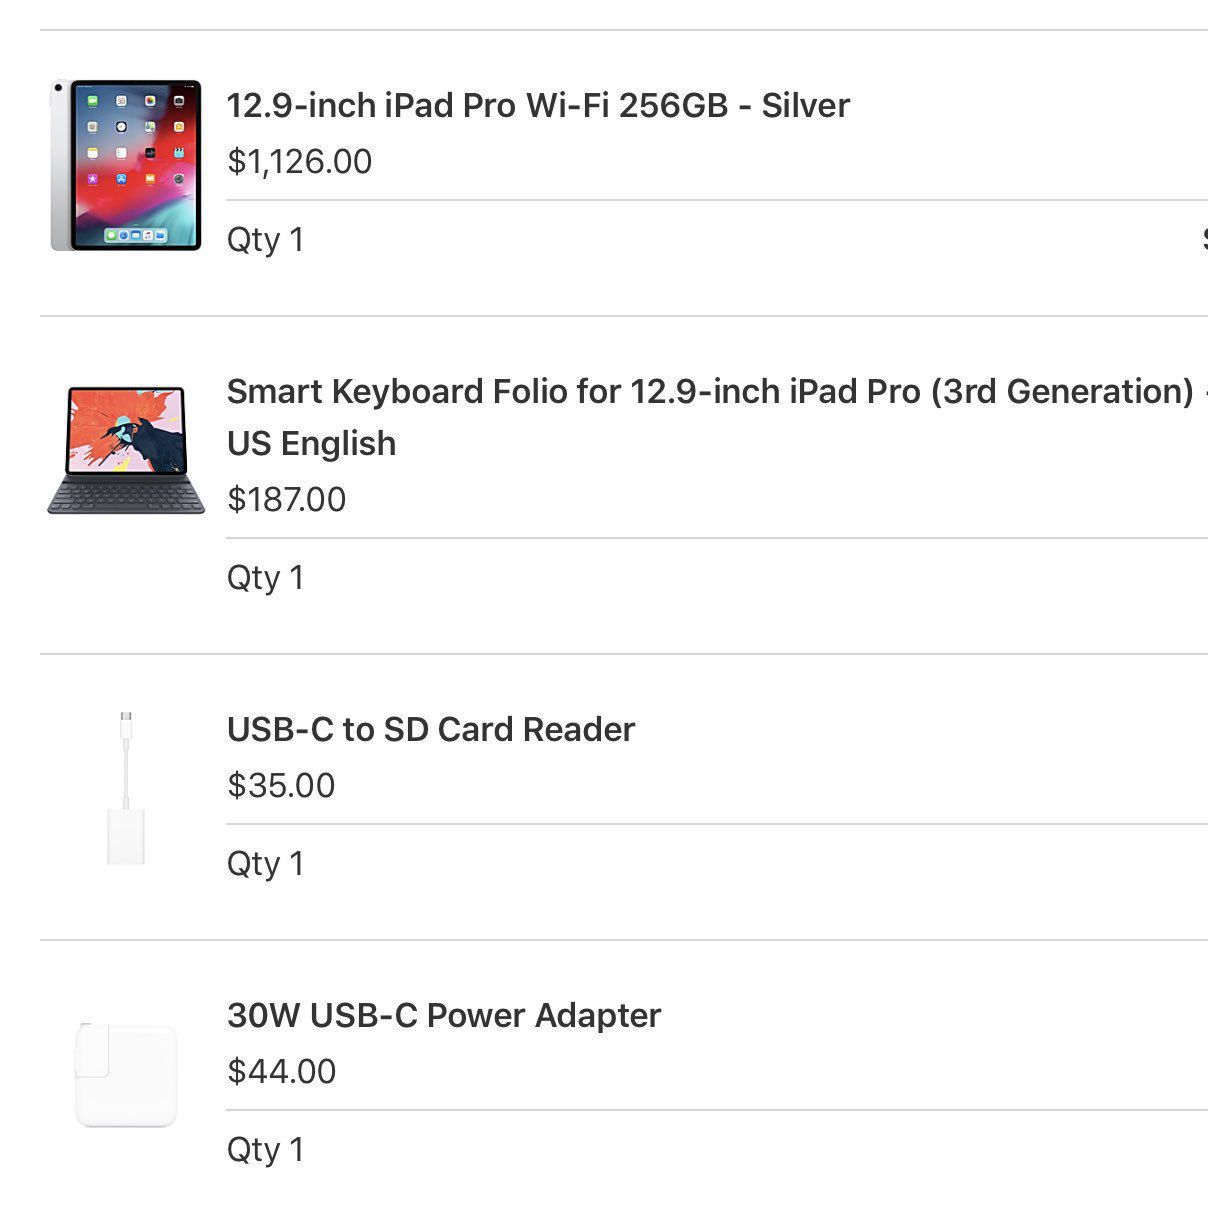 12.9-inch iPad Pro Wi-Fi 256GB - Silver
$1,126.00
Qty 1
Smart Keyboard Folio for 12.9-inch iPad Pro (3rd Generation) -
US English
$187.00
Qty 1
USB-C to SD Card Reader
$35.00
Qty 1
30W USB-C Power Adapter
$44.00
Qty 1